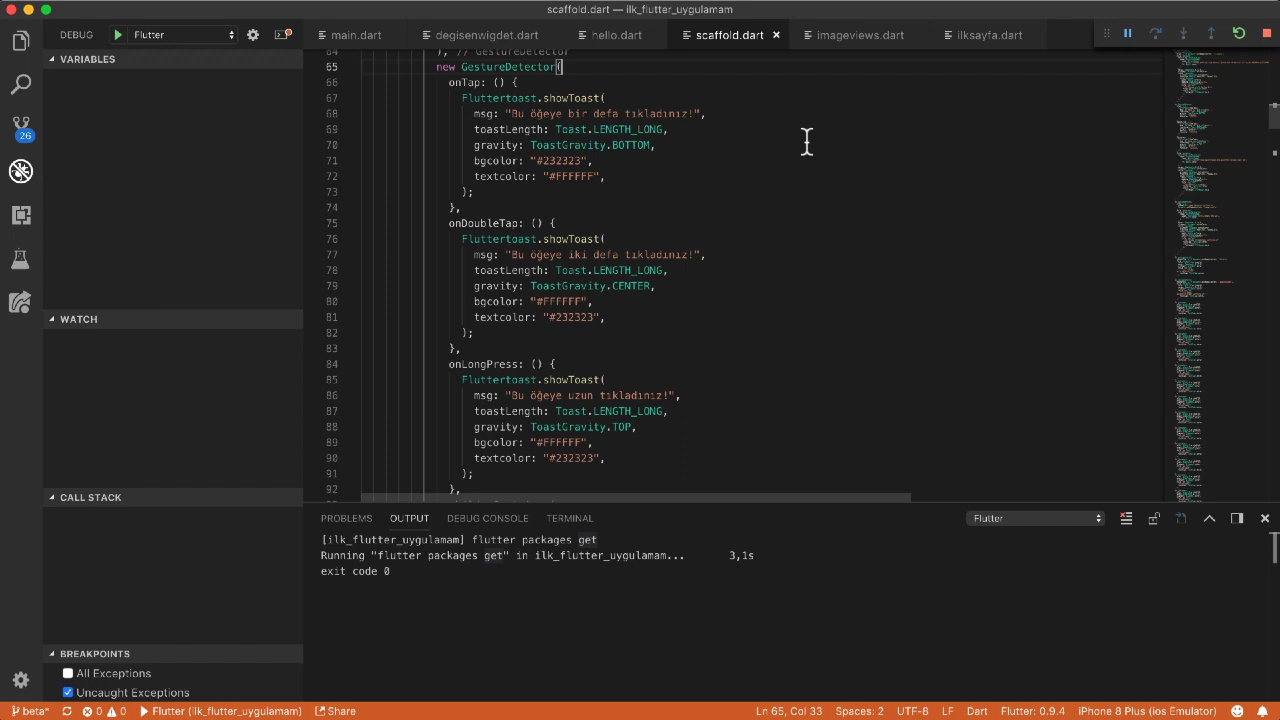 scaffold.dart — ilk_flutter_uygulamam
DEBUG Flutter
main.dart degisenwigdet.dart hello.dart scaffold.dart imageviews.dart ilksayfa.dart
VARIABLES
26
WATCH
CALL STACK
BREAKPOINTS
All Exceptions
Uncaught Exceptions
64 ), // GestureDetector
65 new GestureDetector(
66 onTap: () {
67 Fluttertoast.showToast(
68 msg: "Bu öğeye bir defa tıkladınız!",
69 toastLength: Toast.LENGTH_LONG,
70 gravity: ToastGravity.BOTTOM,
71 bgcolor: "#232323",
72 textcolor: "#FFFFFF",
73 );
74 },
75 onDoubleTap: () {
76 Fluttertoast.showToast(
77 msg: "Bu öğeye iki defa tıkladınız!",
78 toastLength: Toast.LENGTH_LONG,
79 gravity: ToastGravity.CENTER,
80 bgcolor: "#FFFFFF",
81 textcolor: "#232323",
82 );
83 },
84 onLongPress: () {
85 Fluttertoast.showToast(
86 msg: "Bu öğeye uzun tıkladınız!",
87 toastLength: Toast.LENGTH_LONG,
88 gravity: ToastGravity.TOP,
89 bgcolor: "#FFFFFF",
90 textcolor: "#232323",
91 );
92 },
PROBLEMS OUTPUT DEBUG CONSOLE TERMINAL Flutter
[ilk_flutter_uygulamam] flutter packages get
Running "flutter packages get" in ilk_flutter_uygulamam... 3,1s
exit code 0
beta* 0 0 Flutter (ilk_flutter_uygulamam) Share Ln 65, Col 33 Spaces: 2 UTF-8 LF Dart Flutter: 0.9.4 iPhone 8 Plus (ios Emulator)